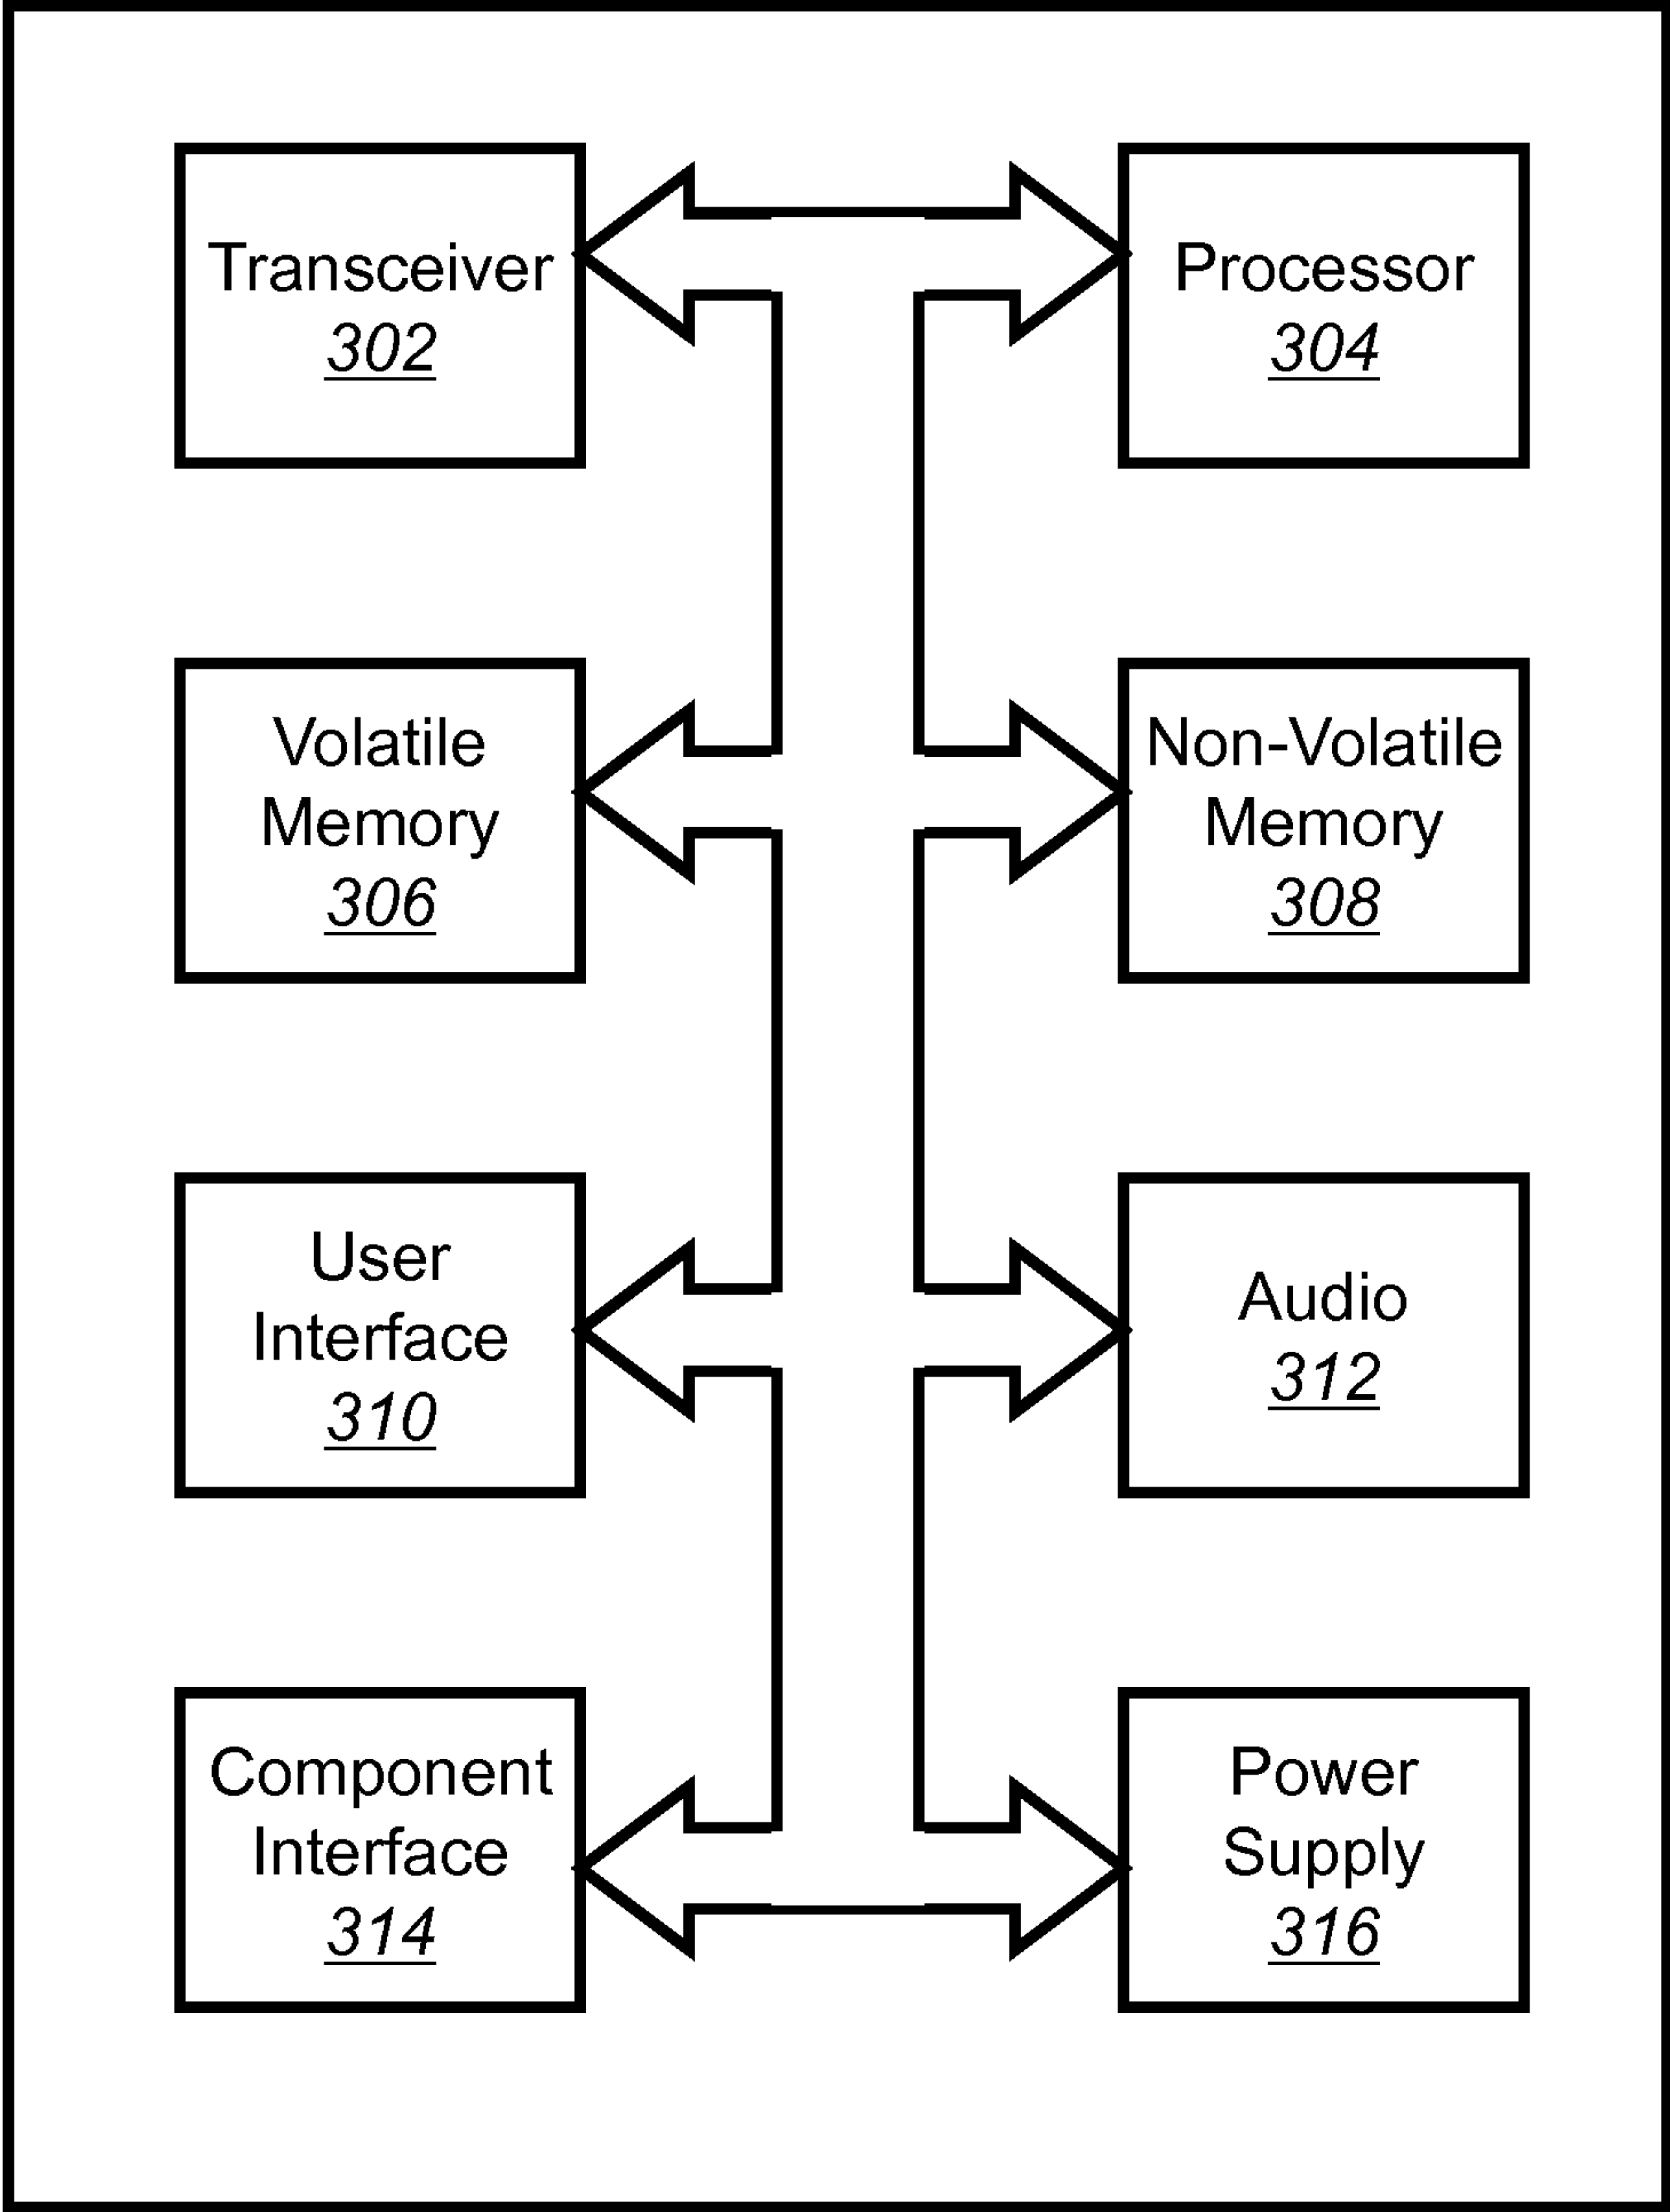 Transceiver
302
Processor
304
Volatile
Memory
306
Non-Volatile
Memory
308
User
Interface
310
Audio
312
Component
Interface
314
Power
Supply
316